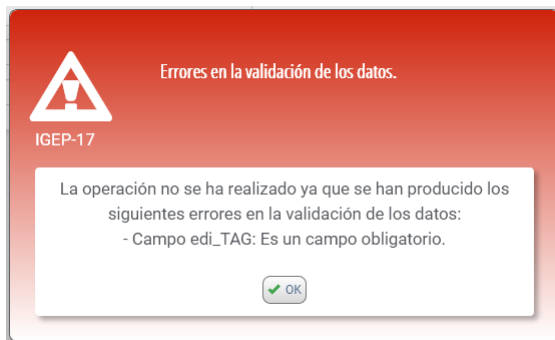 Errores en la validación de los datos.
IGEP-17
La operación no se ha realizado ya que se han producido los
siguientes errores en la validación de los datos:
- Campo edi_TAG: Es un campo obligatorio.
OK